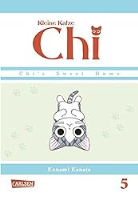 Kleine Katze
Chi
Chi's Sweet Home
Konami Kanata
CARLSEN
5